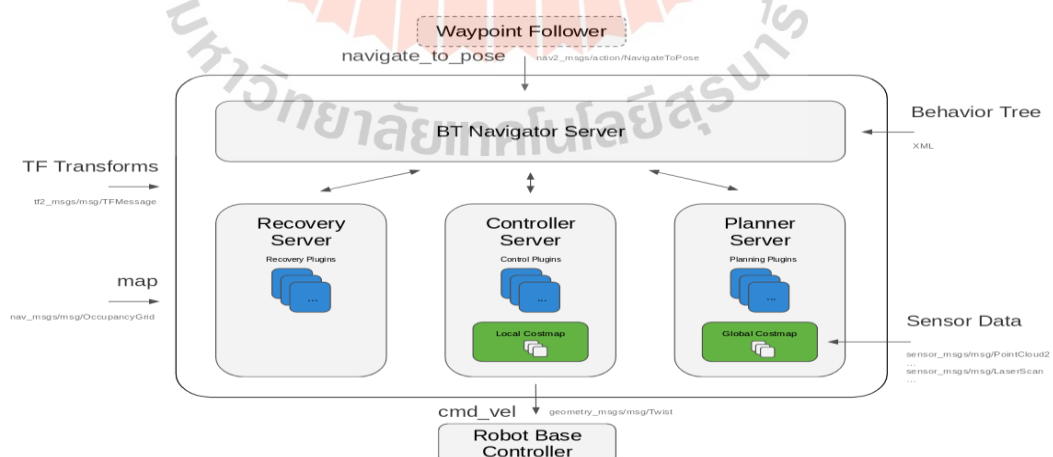 Waypoint Follower
navigate_to_pose
nav2_msgs/action/NavigateToPose
มหาวิทยาลัยเทคโนโลยีสุรนาร
BT Navigator Server
Behavior Tree
XML
TF Transforms
tf2_msgs/msg/TFMessage
Recovery
Server
Recovery Plugins
...
Controller
Server
Control Plugins
...
Local Costmap
Planner
Server
Planning Plugins
...
Global Costmap
map
nav_msgs/msg/OccupancyGrid
Sensor Data
sensor_msgs/msg/PointCloud2
...
sensor_msgs/msg/LaserScan
...
cmd_vel
geometry_msgs/msg/Twist
Robot Base
Controller